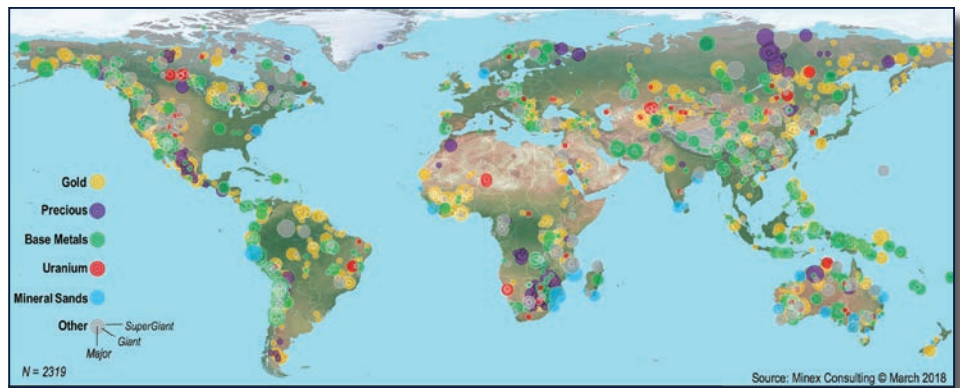 Gold
Precious
Base Metals
Uranium
Mineral Sands
Other
SuperGiant
Giant
Major
N = 2319
Source: Minex Consulting © March 2018